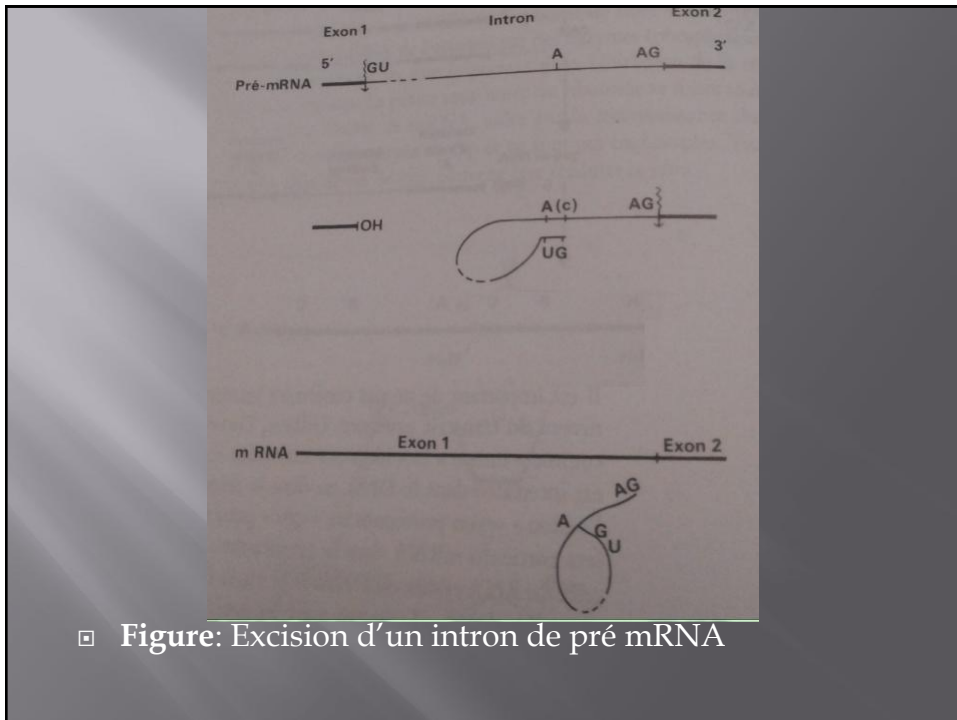 Exon 1 Intron Exon 2
5' GU A AG 3'
Pré-mRNA
OH A(c) AG
UG
m RNA Exon 1 Exon 2
AG
A G
U
Figure: Excision d'un intron de pré mRNA